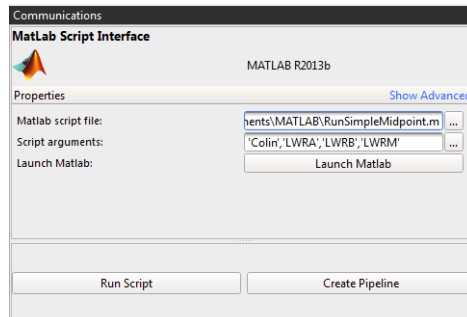 Communications
MatLab Script Interface
MATLAB R2013b
Properties Show Advanced
Matlab script file: nents\MATLAB\RunSimpleMidpoint.m ...
Script arguments: 'Colin','LWRA','LWRB','LWRM' ...
Launch Matlab: Launch Matlab
Run Script Create Pipeline